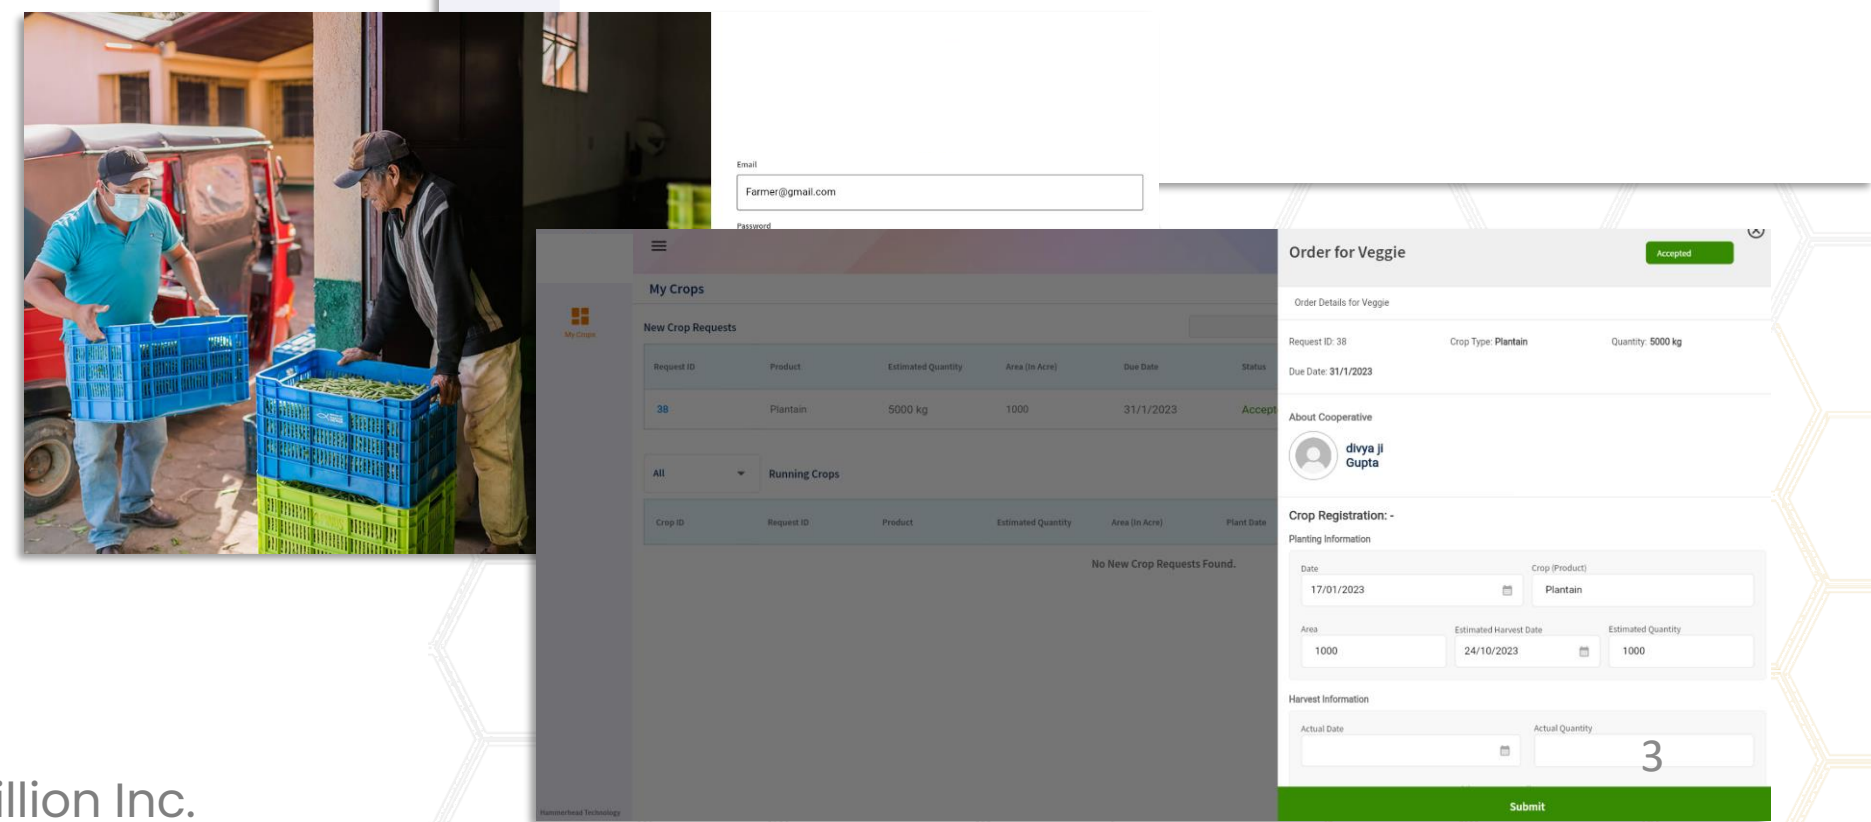 Email
Farmer@gmail.com
Password
My Crops
My Crops
New Crop Requests
Request ID Product Estimated Quantity Area (In Acre) Due Date Status
38 Plantain 5000 kg 1000 31/1/2023 Accept
All Running Crops
Crop ID Request ID Product Estimated Quantity Area (In Acre) Plant Date
No New Crop Requests Found.
Hammerhead Technology
Order for Veggie Accepted
Order Details for Veggie
Request ID: 38 Crop Type: Plantain Quantity: 5000 kg
Due Date: 31/1/2023
About Cooperative
divya ji
Gupta
Crop Registration: -
Planting Information
Date Crop (Product)
17/01/2023 Plantain
Area Estimated Harvest Date Estimated Quantity
1000 24/10/2023 1000
Harvest Information
Actual Date Actual Quantity
3
Submit
illion Inc.